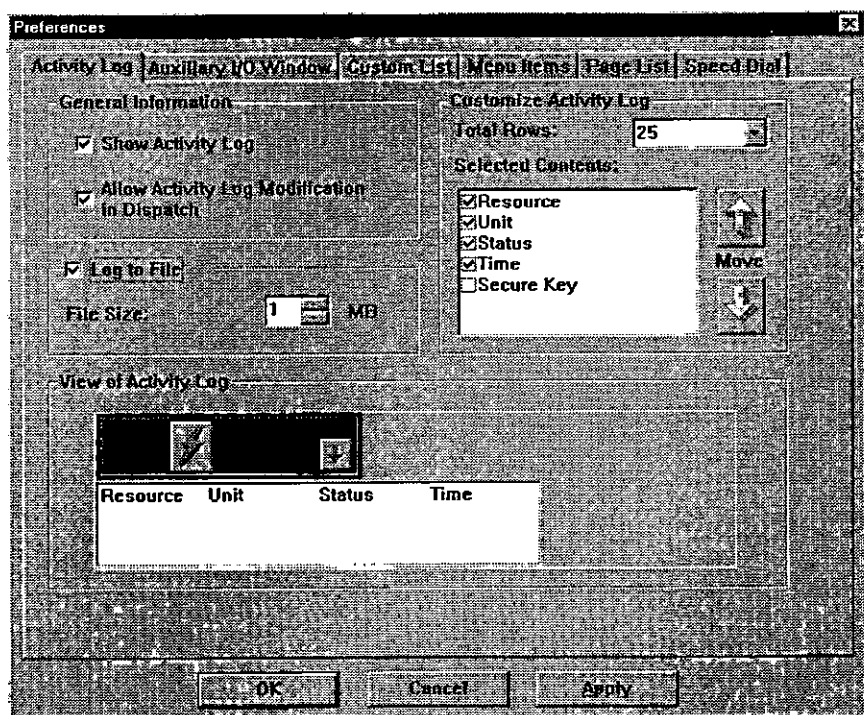 Preferences
Activity Log Auxiliary I/O Window Custom List Menu Items Page List Speed Dial
General Information
Show Activity Log
Allow Activity Log Modification
in Dispatch
Log to File
File Size: 1 MB
Customize Activity Log
Total Rows: 25
Selected Contents:
Resource
Unit
Status
Time
Secure Key
Move
View of Activity Log
Resource Unit Status Time
OK Cancel Apply